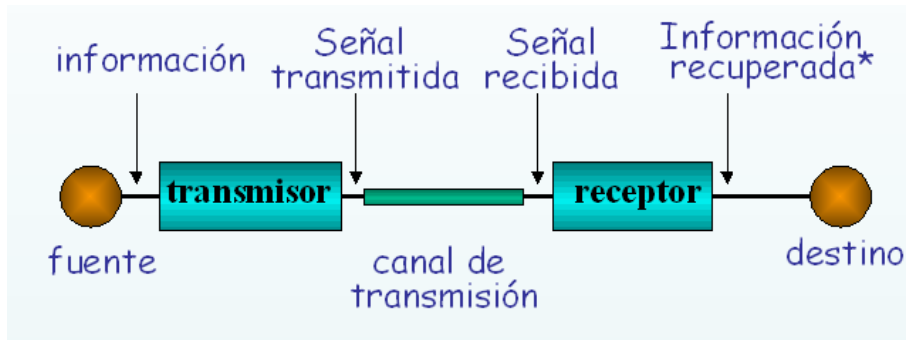 información
Señal
transmitida
Señal
recibida
Información
recuperada*
transmisor
receptor
fuente
canal de
transmisión
destino